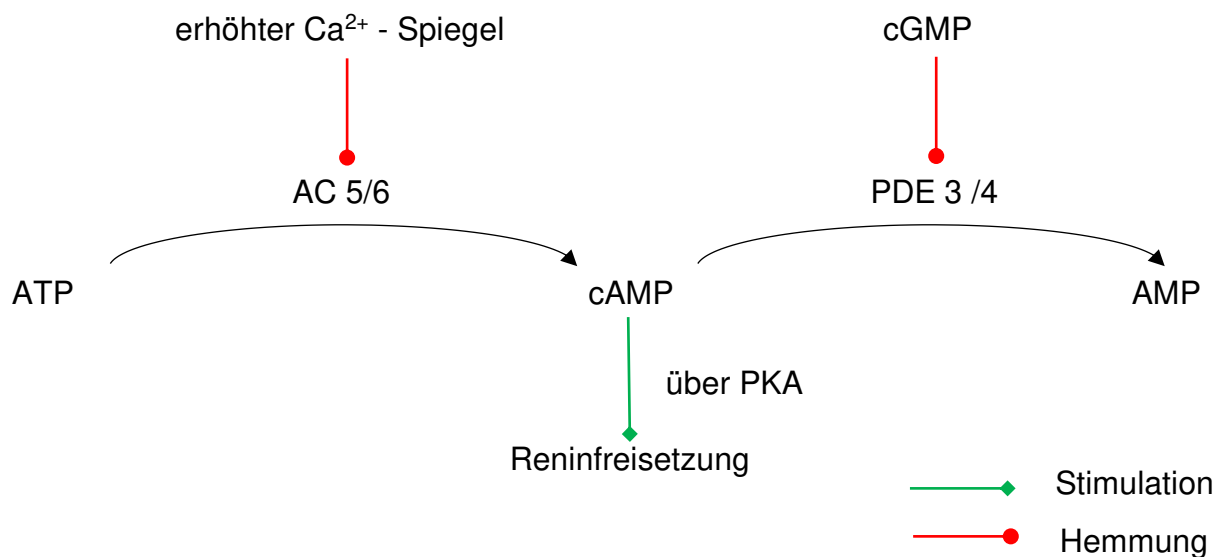 erhöhter Ca²⁺ - Spiegel
cGMP
AC 5/6
PDE 3 /4
ATP
cAMP
AMP
über PKA
Reninfreisetzung
Stimulation
Hemmung